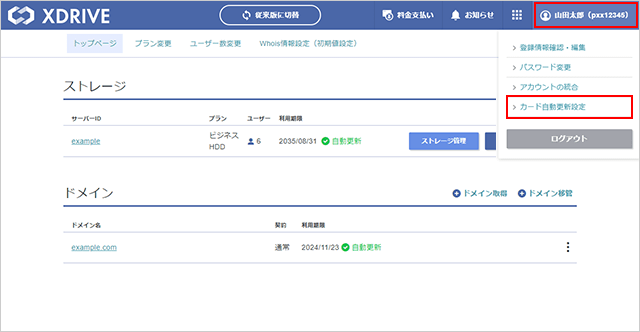 XDRIVE
従来版に切替
料金支払い
お知らせ
山田太郎（pxx12345）
トップページ
プラン変更
ユーザー数変更
Whois情報設定（初期値設定）
登録情報確認・編集
パスワード変更
アカウントの統合
カード自動更新設定
ログアウト
ストレージ
サーバーID
プラン
ユーザー
利用期限
example
ビジネス
HDD
6
2035/08/31
自動更新
ストレージ管理
ドメイン
ドメイン取得
ドメイン移管
ドメイン名
契約
利用期限
example.com
通常
2024/11/23
自動更新